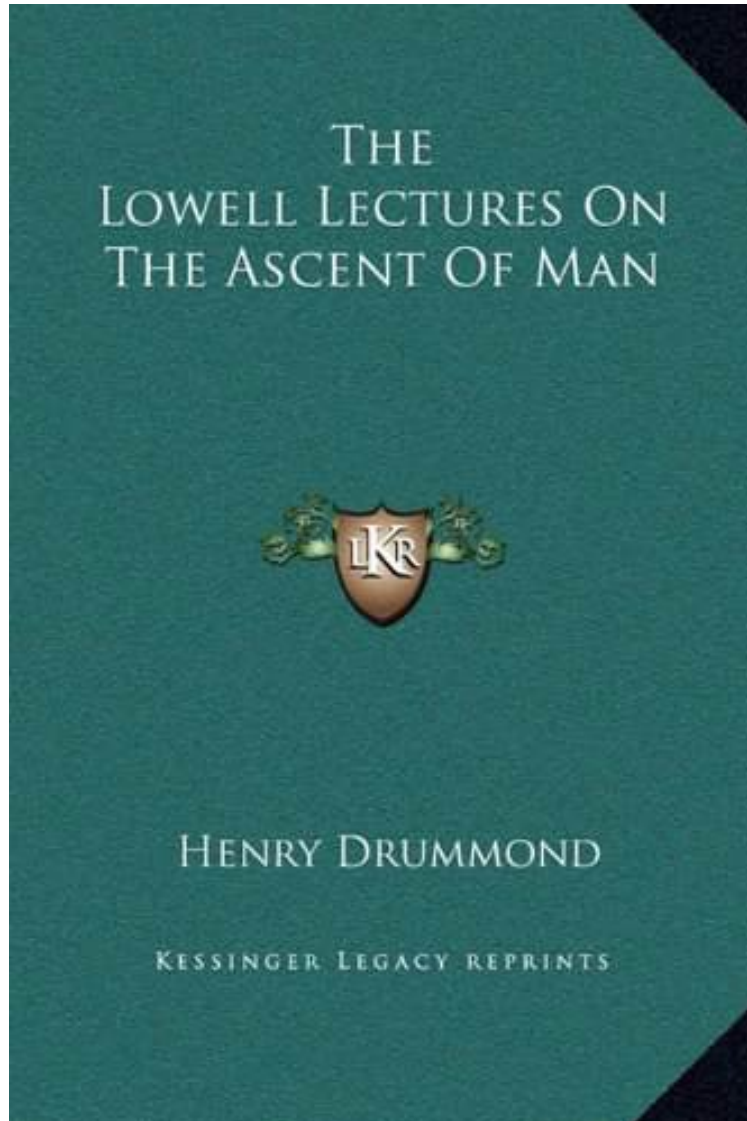 The
Lowell Lectures On
The Ascent Of Man
LKR
Henry Drummond
Kessinger Legacy reprints